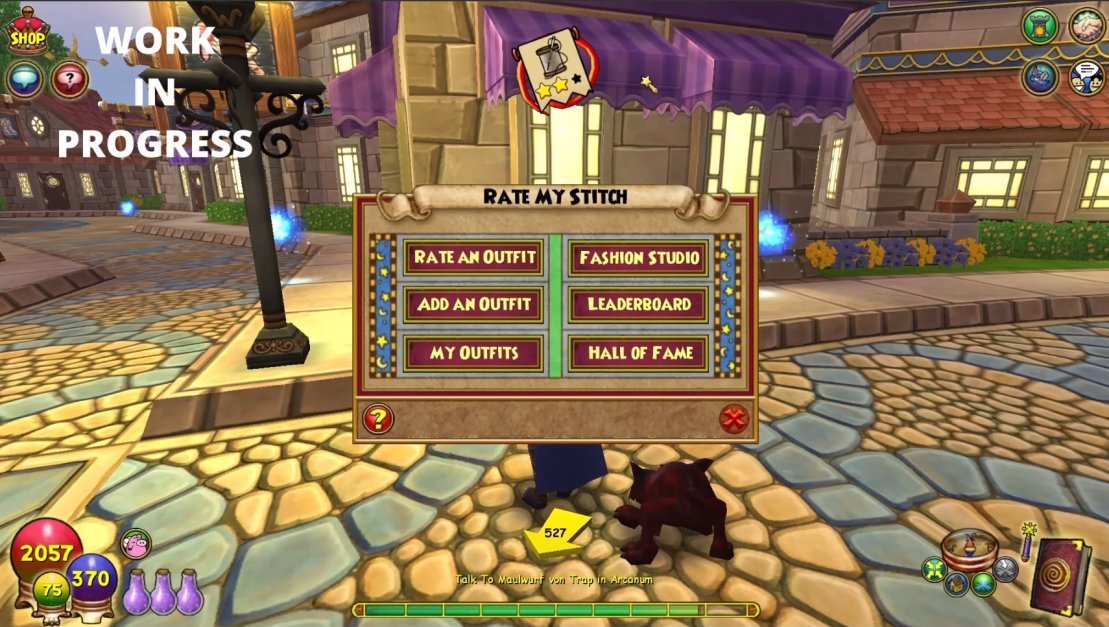 SHOP
WORK
IN
PROGRESS
?
RATE MY STITCH
RATE AN OUTFIT
FASHION STUDIO
ADD AN OUTFIT
LEADERBOARD
MY OUTFITS
HALL OF FAME
?
527
2057
370
75
Talk To Maulwurf von Trap in Arcanum